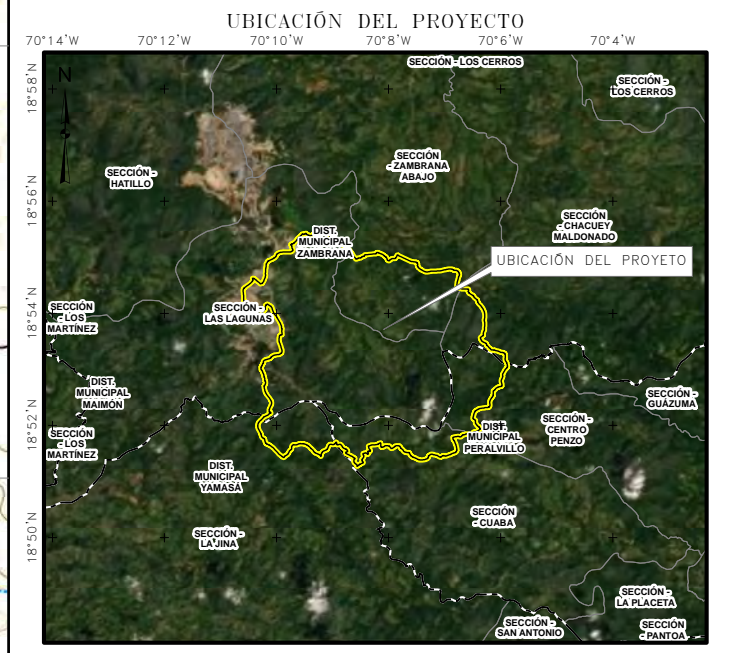 UBICACIÓN DEL PROYECTO
70°14'W 70°12'W 70°10'W 70°8'W 70°6'W 70°4'W
SECCIÓN - LOS CERROS
18°58'N
N
SECCIÓN -
LOS CERROS
SECCIÓN
- ZAMBRANA
ABAJO
SECCIÓN -
HATILLO
18°56'N
SECCIÓN
- CHACUEY
MALDONADO
DIST.
MUNICIPAL
ZAMBRANA
UBICACIÓN DEL PROYETO
18°54'N
SECCIÓN
- LOS
MARTÍNEZ
SECCIÓN -
LAS LAGUNAS
DIST.
MUNICIPAL
MAIMÓN
SECCIÓN -
GUÁZUMA
18°52'N
SECCIÓN -
CENTRO
PENZO
SECCIÓN
- LOS
MARTÍNEZ
DIST.
MUNICIPAL
PERALVILLO
DIST.
MUNICIPAL
YAMASÁ
SECCIÓN
- CUABA
18°50'N
SECCIÓN -
LA JINA
SECCIÓN -
LA PLACETA
SECCIÓN -
SAN ANTONIO
SECCIÓN
- PANTOA